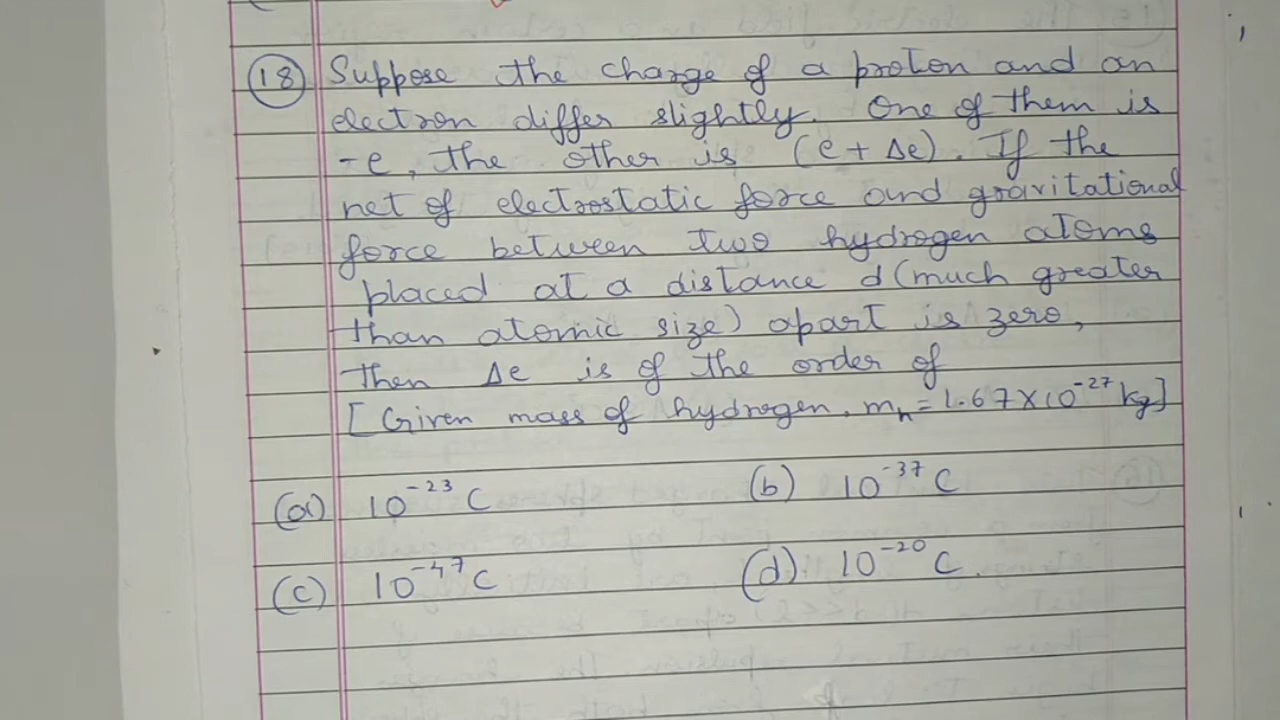 18 Suppose the charge of a proton and an
electron differ slightly. One of them is
-e, the other is (e + Δe). If the
net of electrostatic force and gravitational
force between two hydrogen atoms
placed at a distance d (much greater
than atomic size) apart is zero,
then Δe is of the order of
[Given mass of hydrogen, mₕ = 1.67 × 10⁻²⁷ kg]
(a) 10⁻²³ C (b) 10⁻³⁷ C
(c) 10⁻⁴⁷ C (d) 10⁻²⁰ C.